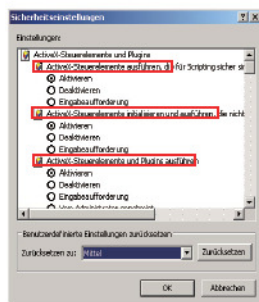 Sicherheitseinstellungen
Einstellungen:
ActiveX-Steuerelemente und Plugins
ActiveX-Steuerelemente ausführen, di für Scripting sicher sin
Aktivieren
Deaktivieren
Eingabeaufforderung
ActiveX-Steuerelemente initialisieren und ausführen, die nicht
Aktivieren
Deaktivieren
Eingabeaufforderung
ActiveX-Steuerelemente und Plugins ausführen
Aktivieren
Deaktivieren
Eingabeaufforderung
Benutzerdefinierte Einstellungen zurücksetzen
Zurücksetzen zu: Mittel Zurücksetzen
OK Abbrechen